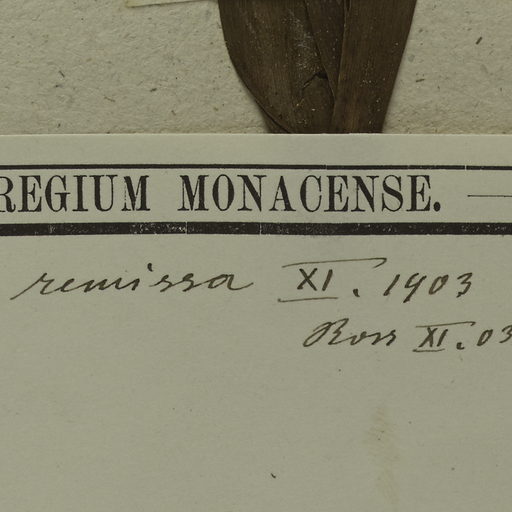 REGIUM MONACENSE.
remissa XI. 1903
Ross XI. 03